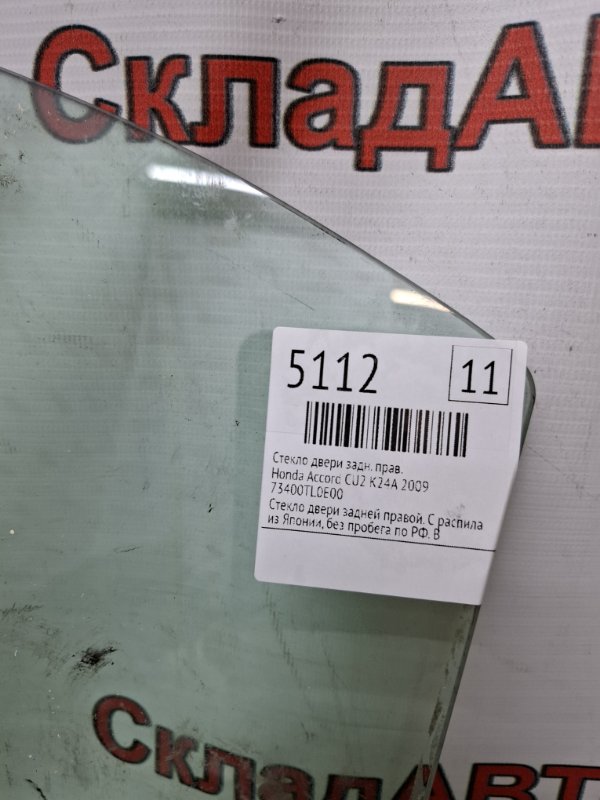 СкладА
5112
11
Стекло двери задн. прав.
Honda Accord CU2 K24A 2009
73400TL0E00
Стекло двери задней правой. С распила
из Японии, без пробега по РФ. В
СкладАВТ